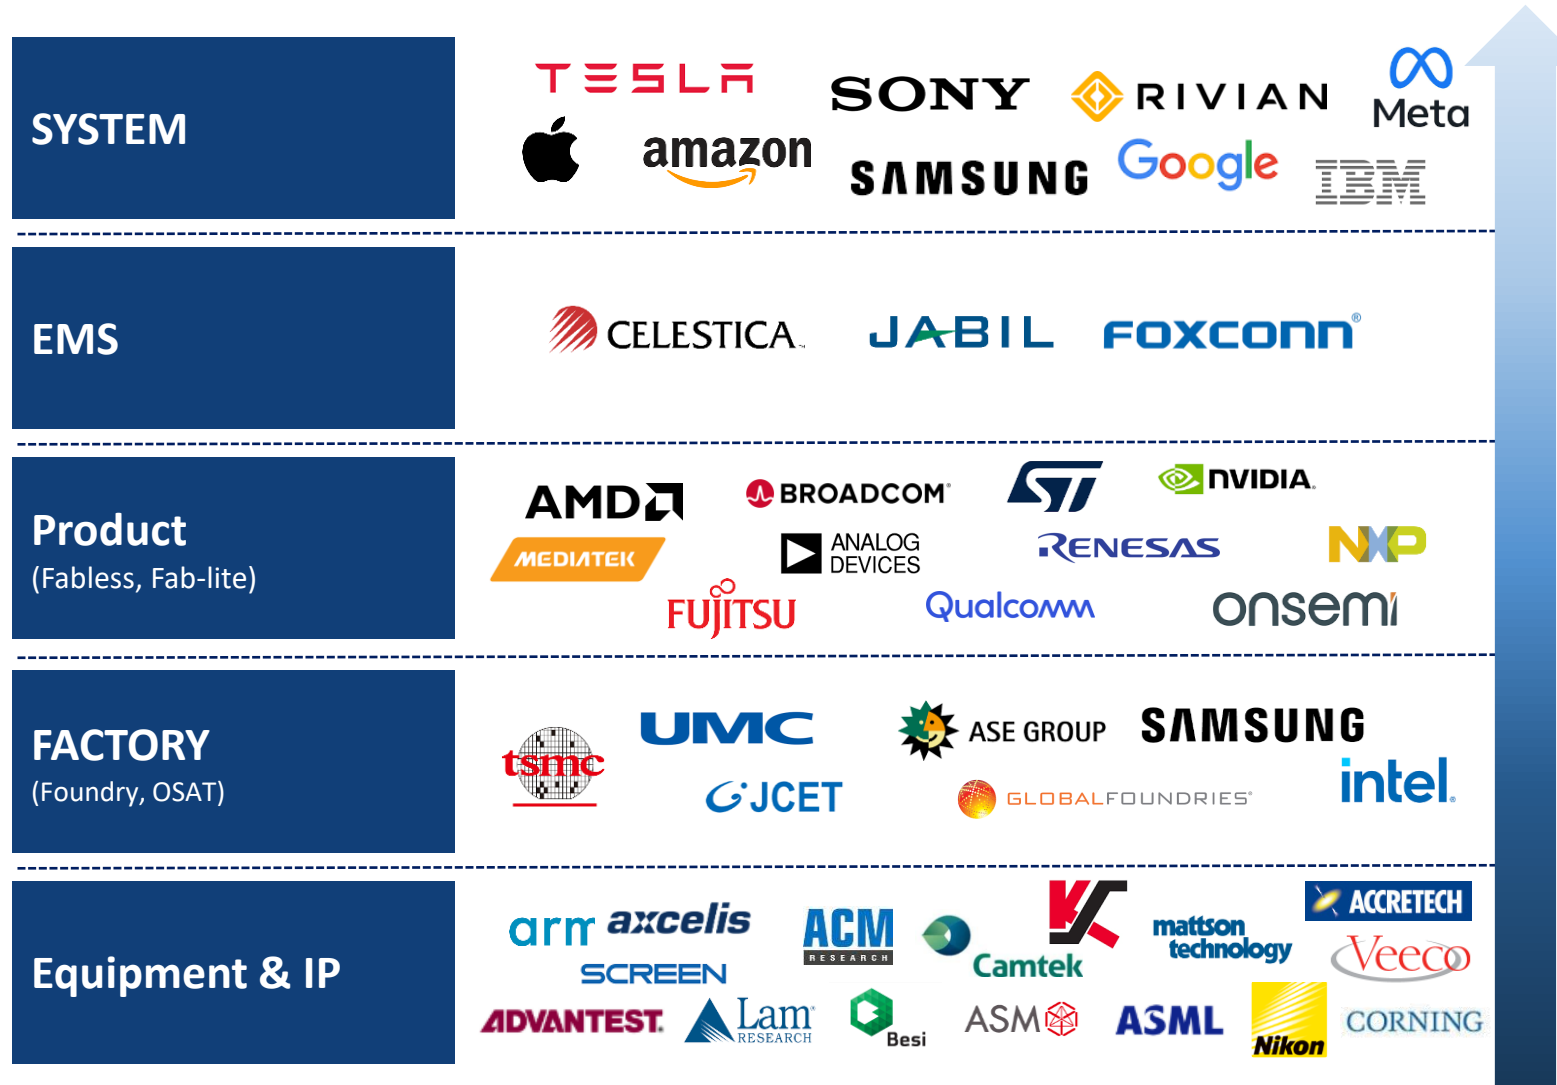 SYSTEM
TESLA
SONY
RIVIAN
Meta
amazon
SAMSUNG
Google
IBM
EMS
CELESTICA™
JABIL
FOXCONN®
Product
(Fabless, Fab-lite)
AMD
BROADCOM®
ST
NVIDIA.
MEDIATEK
ANALOG
DEVICES
RENESAS
NXP
FUJITSU
Qualcomm
onsemi
FACTORY
(Foundry, OSAT)
tsmc
UMC
ASE GROUP
SAMSUNG
JCET
GLOBALFOUNDRIES®
intel®
Equipment & IP
arm
axcelis
ACM
RESEARCH
Camtek
mattson
technology
ACCRETECH
Veeco
SCREEN
ADVANTEST®
Lam®
RESEARCH
Besi
ASM
ASML
Nikon
CORNING